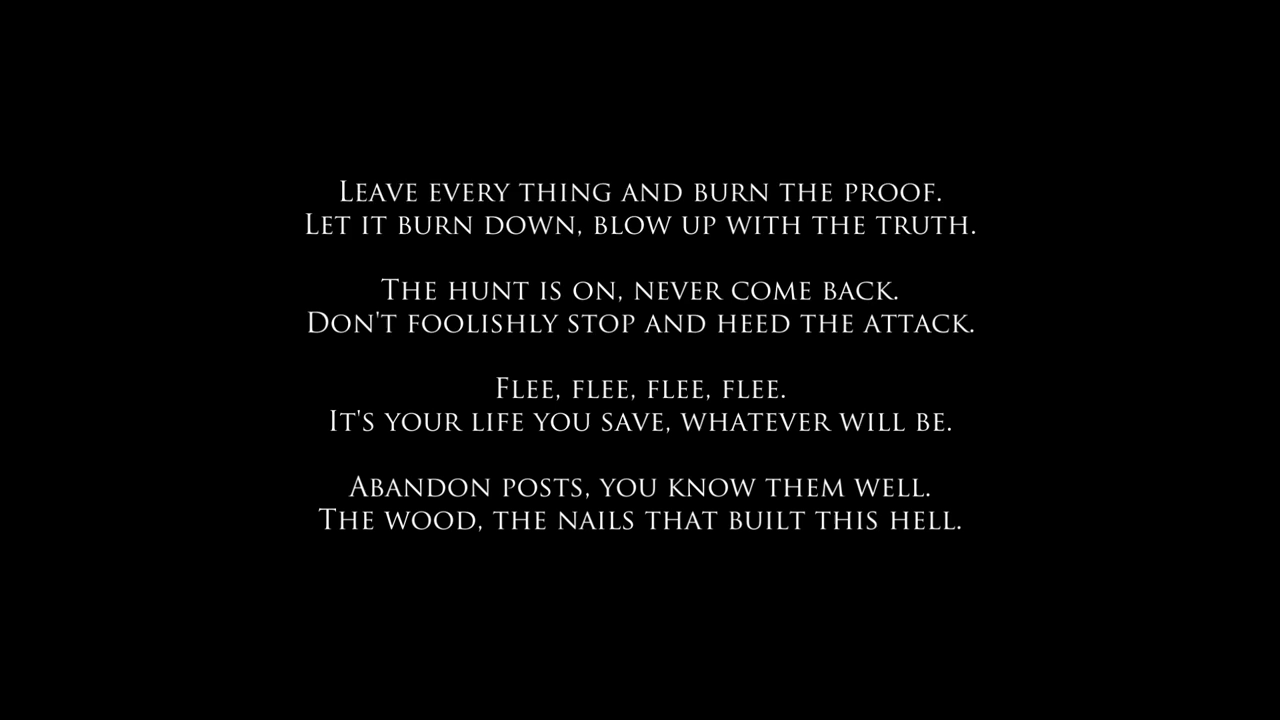 Leave every thing and burn the proof.
Let it burn down, blow up with the truth.
The hunt is on, never come back.
Don't foolishly stop and heed the attack.
Flee, flee, flee, flee.
It's your life you save, whatever will be.
Abandon posts, you know them well.
The wood, the nails that built this hell.